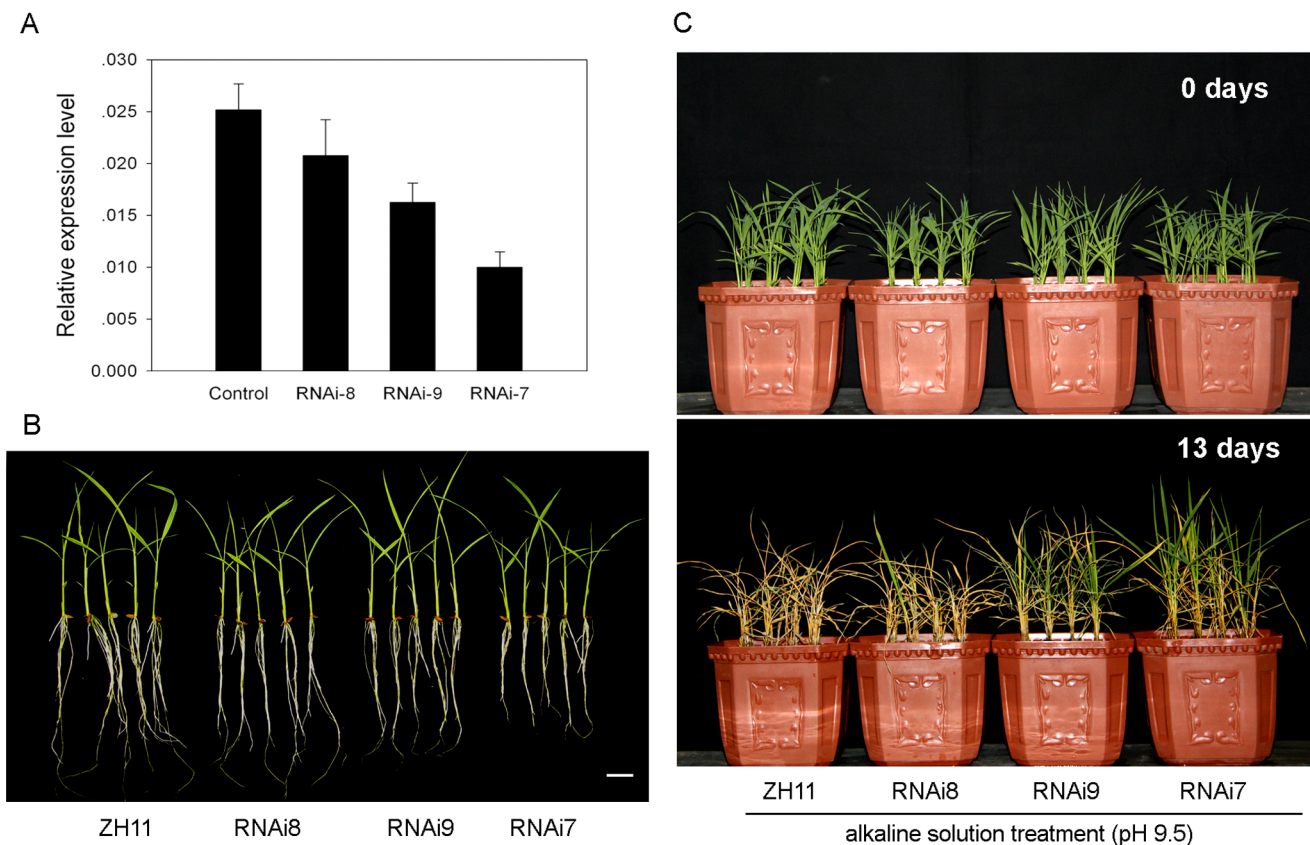 A
Relative expression level
.030
.025
.020
.015
.010
.005
0.000
Control RNAi-8 RNAi-9 RNAi-7
B
ZH11 RNAi8 RNAi9 RNAi7
C
0 days
13 days
ZH11 RNAi8 RNAi9 RNAi7
alkaline solution treatment (pH 9.5)